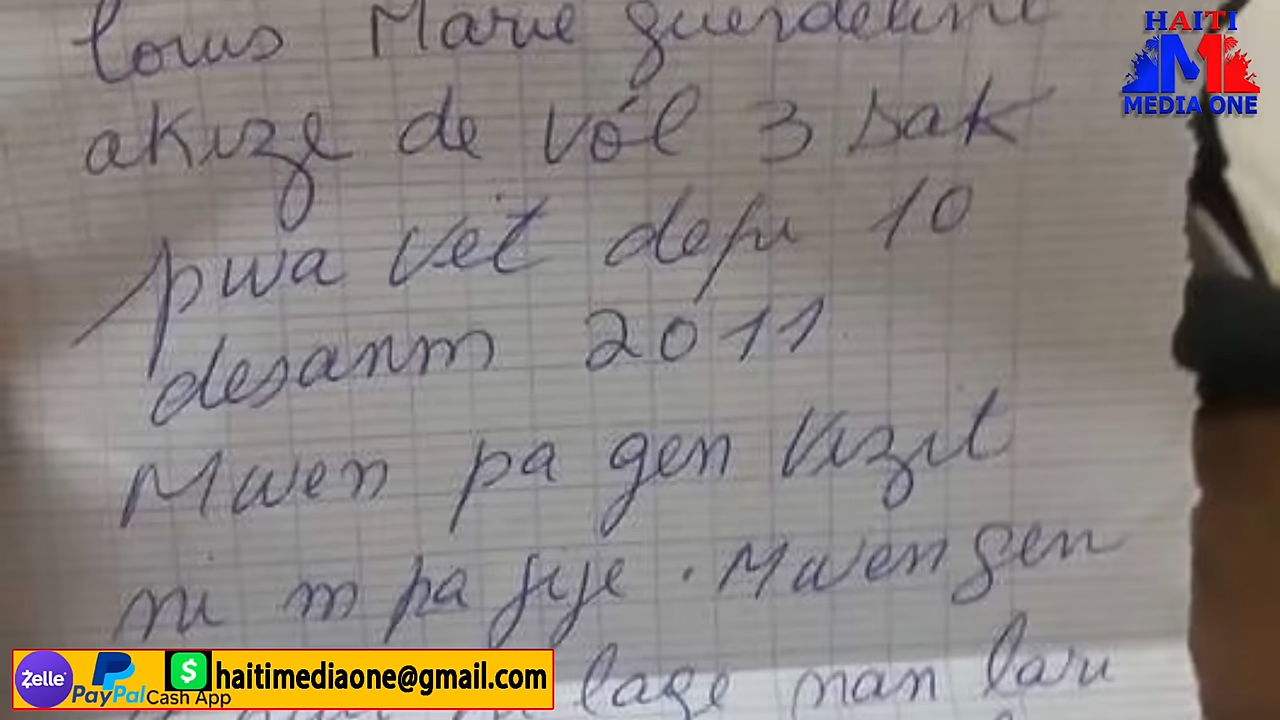 louis Marie guerdeline
akize de vól 3 sak
pwa vèt depi 10
desanm 2011
Mwen pa gen vizit
ni m pa jije. Mwen gen
lage nan lari
HAITI
M
MEDIA ONE
Zelle
PayPal
$
Cash App
haitimediaone@gmail.com